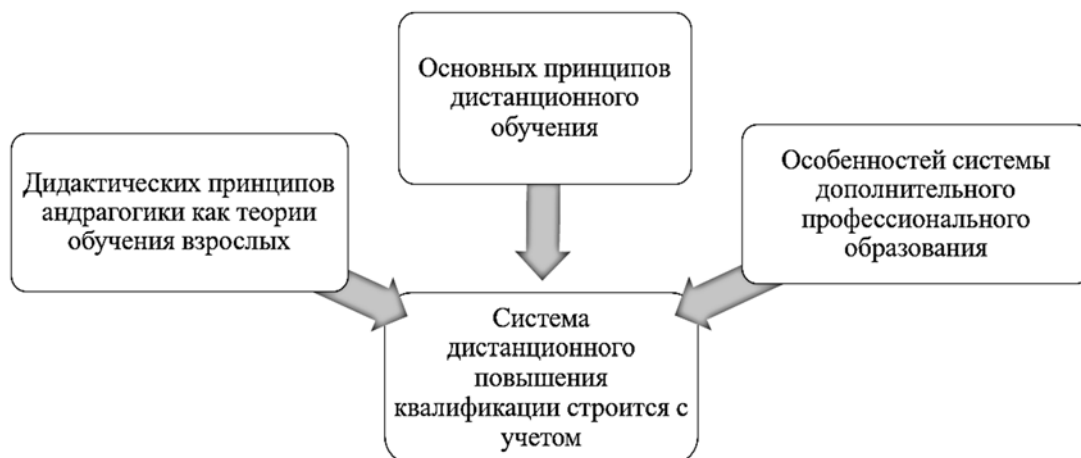 Основных принципов
дистанционного
обучения
Дидактических принципов
андрагогики как теории
обучения взрослых
Особенностей системы
дополнительного
профессионального
образования
Система
дистанционного
повышения
квалификации строится с
учетом